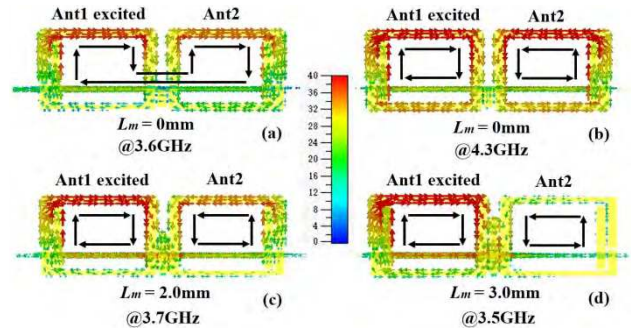 Ant1 excited
Ant2
Lm = 0mm
@3.6GHz
(a)
40
36
32
28
24
20
16
12
8
4
0
Ant1 excited
Ant2
Lm = 0mm
@4.3GHz
(b)
Ant1 excited
Ant2
Lm = 2.0mm
@3.7GHz
(c)
Ant1 excited
Ant2
Lm = 3.0mm
@3.5GHz
(d)